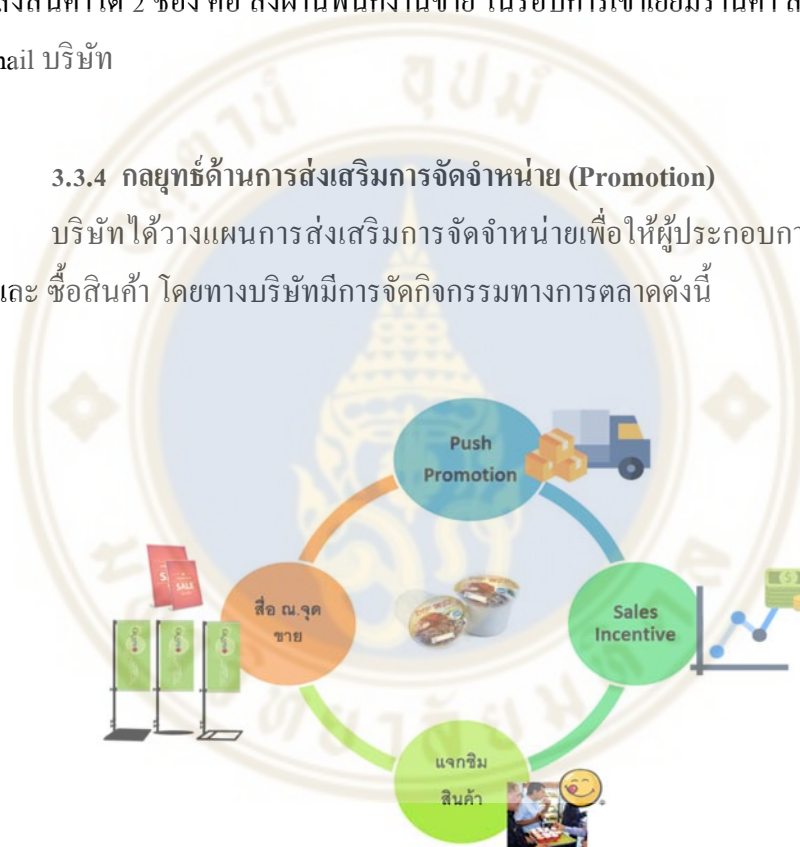 สั่งสินค้าได้ 2 ช่อง คือ สั่งผ่านพนักงานขาย ในรอบการเข้าเยี่ยมร้านค้า
mail บริษัท
3.3.4 กลยุทธ์ด้านการส่งเสริมการจัดจำหน่าย (Promotion)
บริษัทได้วางแผนการส่งเสริมการจัดจำหน่ายเพื่อให้ผู้ประกอบกา
และ ซื้อสินค้า โดยทางบริษัทมีการจัดกิจกรรมทางการตลาดดังนี้
Push
Promotion
สื่อ ณ.จุด
ขาย
Sales
Incentive
แจกชิม
สินค้า
SALE